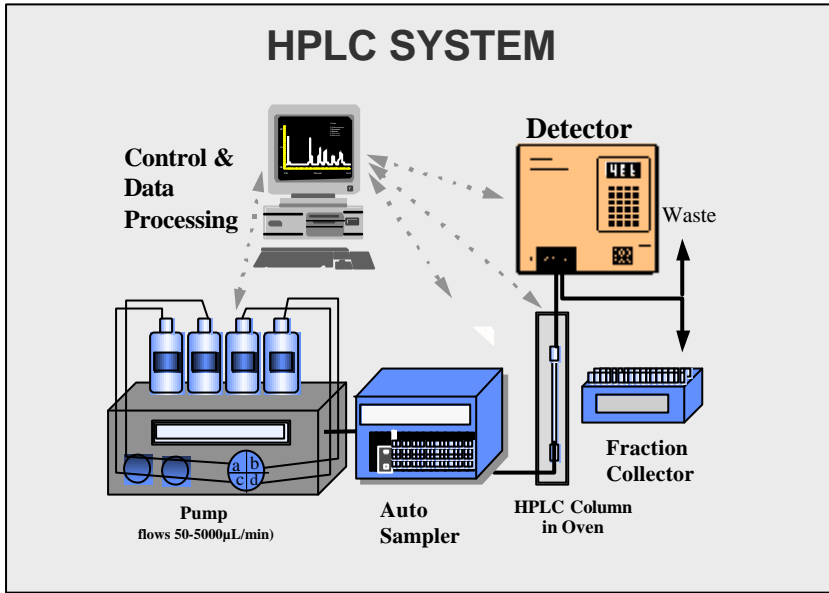 HPLC SYSTEM
Control &
Data
Processing
Detector
Waste
a b
c d
Pump
flows 50-5000µL/min)
Auto
Sampler
HPLC Column
in Oven
Fraction
Collector